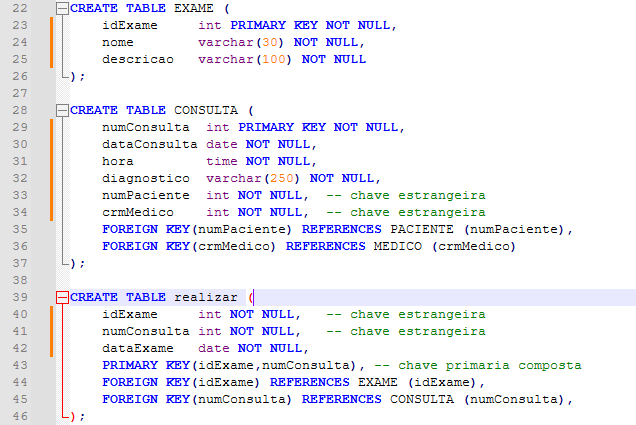 22 CREATE TABLE EXAME (
23 idExame int PRIMARY KEY NOT NULL,
24 nome varchar(30) NOT NULL,
25 descricao varchar(100) NOT NULL
26 );
27
28 CREATE TABLE CONSULTA (
29 numConsulta int PRIMARY KEY NOT NULL,
30 dataConsulta date NOT NULL,
31 hora time NOT NULL,
32 diagnostico varchar(250) NOT NULL,
33 numPaciente int NOT NULL, -- chave estrangeira
34 crmMedico int NOT NULL, -- chave estrangeira
35 FOREIGN KEY(numPaciente) REFERENCES PACIENTE (numPaciente),
36 FOREIGN KEY(crmMedico) REFERENCES MEDICO (crmMedico)
37 );
38
39 CREATE TABLE realizar (
40 idExame int NOT NULL, -- chave estrangeira
41 numConsulta int NOT NULL, -- chave estrangeira
42 dataExame date NOT NULL,
43 PRIMARY KEY(idExame,numConsulta), -- chave primaria composta
44 FOREIGN KEY(idExame) REFERENCES EXAME (idExame),
45 FOREIGN KEY(numConsulta) REFERENCES CONSULTA (numConsulta),
46 );